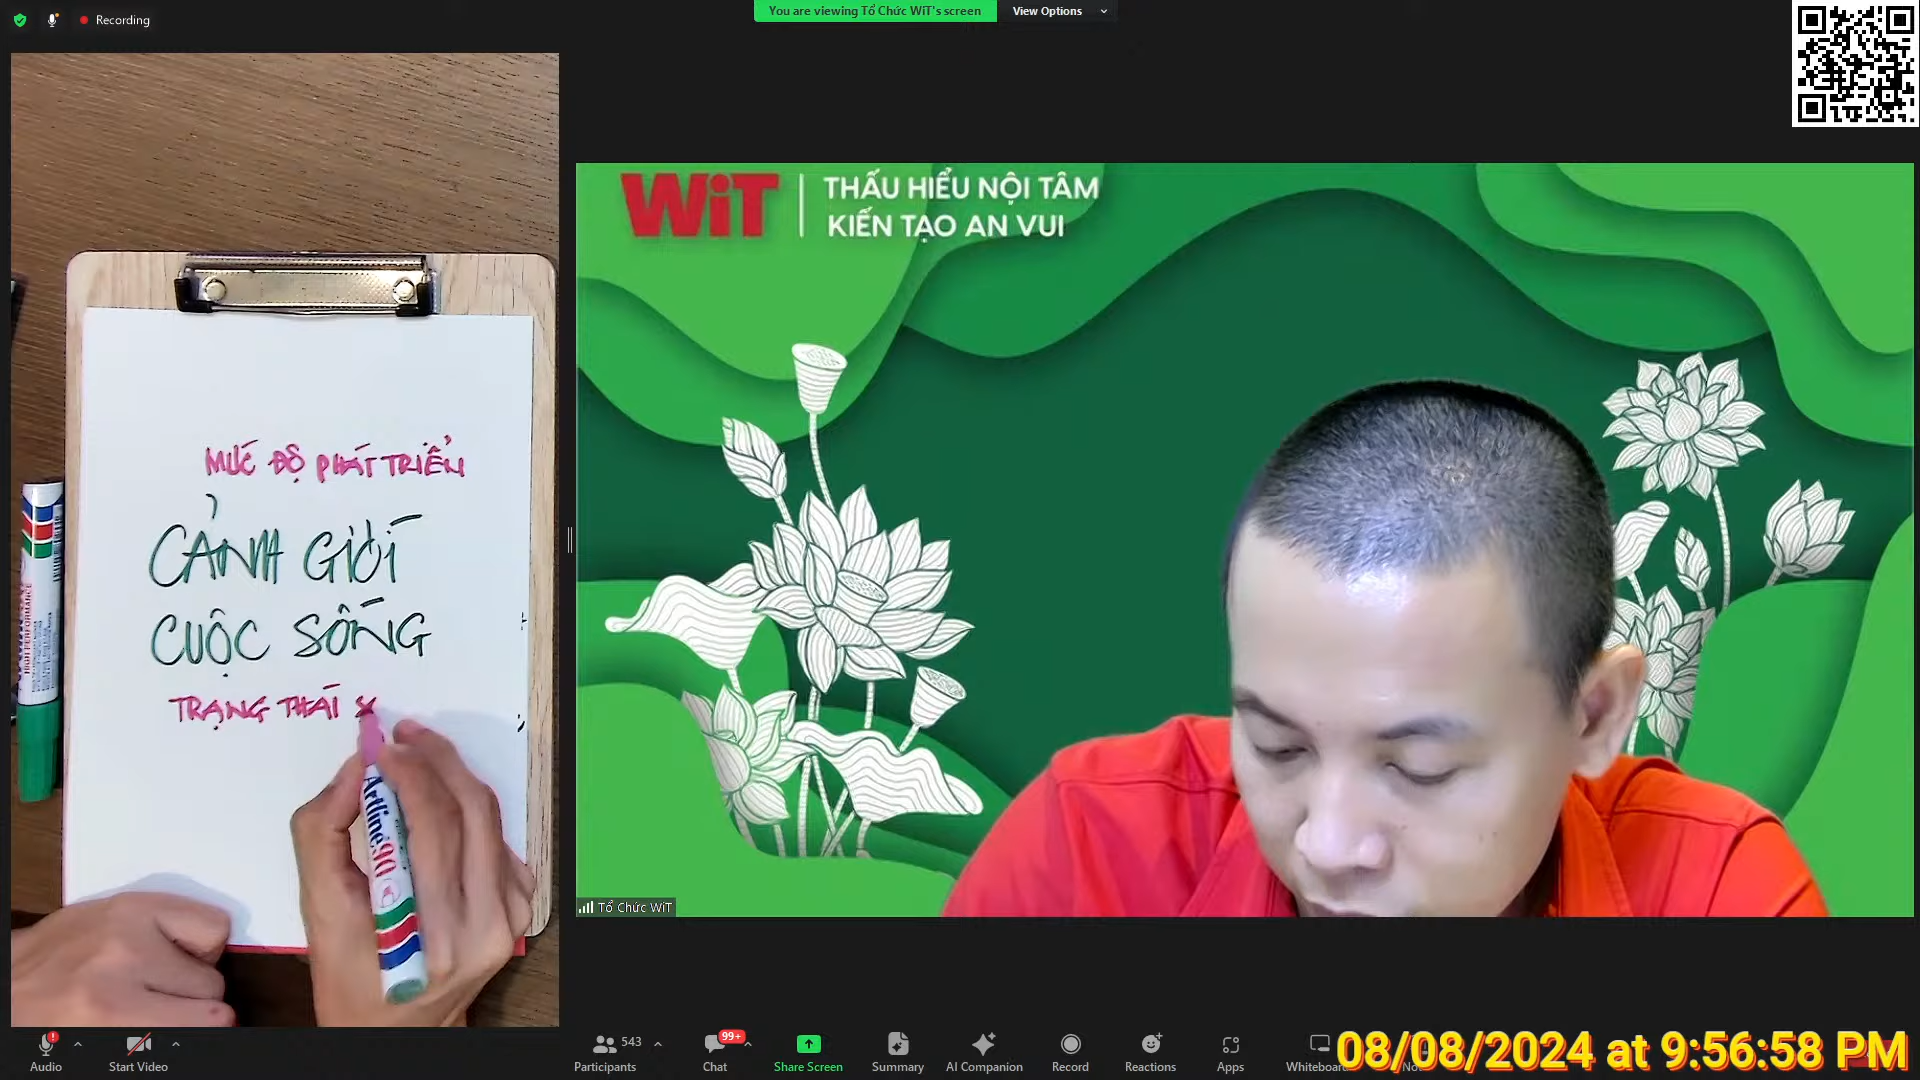 Recording
You are viewing Tổ Chức WiT's screen
View Options
WiT
THẤU HIỂU NỘI TÂM
KIẾN TẠO AN VUI
MỨC ĐỘ PHÁT TRIỂN
CẢNH GIỚI
CUỘC SỐNG
TRẠNG THÁI
HIGH PERFORMANCE
Artline 90
Tổ Chức WiT
Audio
Start Video
543
Participants
99+
Chat
Share Screen
Summary
AI Companion
Record
Reactions
Apps
08/08/2024 at 9:56:58 PM